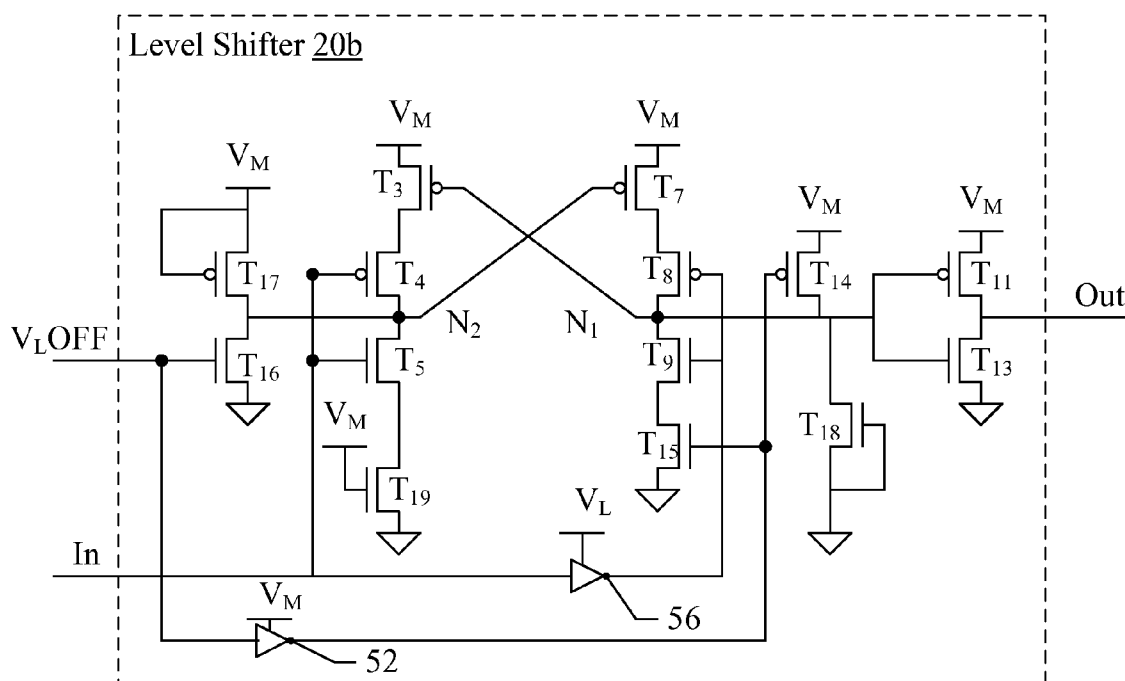 Level Shifter 20b
V_M V_M
V_M T_3 T_7 V_M V_M
T_17 T_4 T_8 T_14 T_11
N_2 N_1 Out
V_LOFF T_16 T_5 T_9 T_13
V_M T_15 T_18
T_19 V_L
In
V_M 56
52